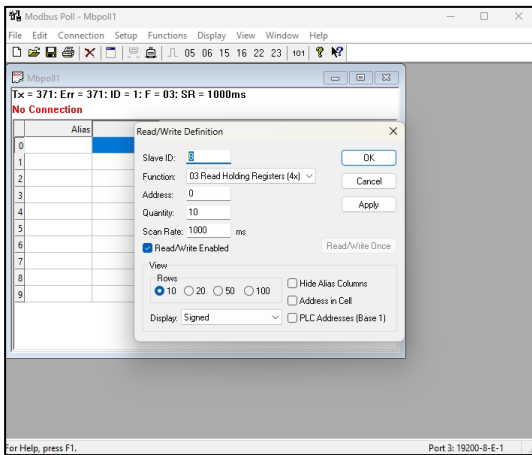 Modbus Poll - Mbpoll1
File Edit Connection Setup Functions Display View Window Help
05 06 15 16 22 23 101
Mbpoll1
Tx = 371: Err = 371: ID = 1: F = 03: SR = 1000ms
No Connection
Alias
0
1
2
3
4
5
6
7
8
9
Read/Write Definition
Slave ID:
OK
Function: 03 Read Holding Registers (4x)
Cancel
Address: 0
Apply
Quantity: 10
Scan Rate: 1000 ms
Read/Write Enabled
Read/Write Once
View
Rows
10 20 50 100
Hide Alias Columns
Address in Cell
Display: Signed
PLC Addresses (Base 1)
For Help, press F1.
Port 3: 19200-8-E-1